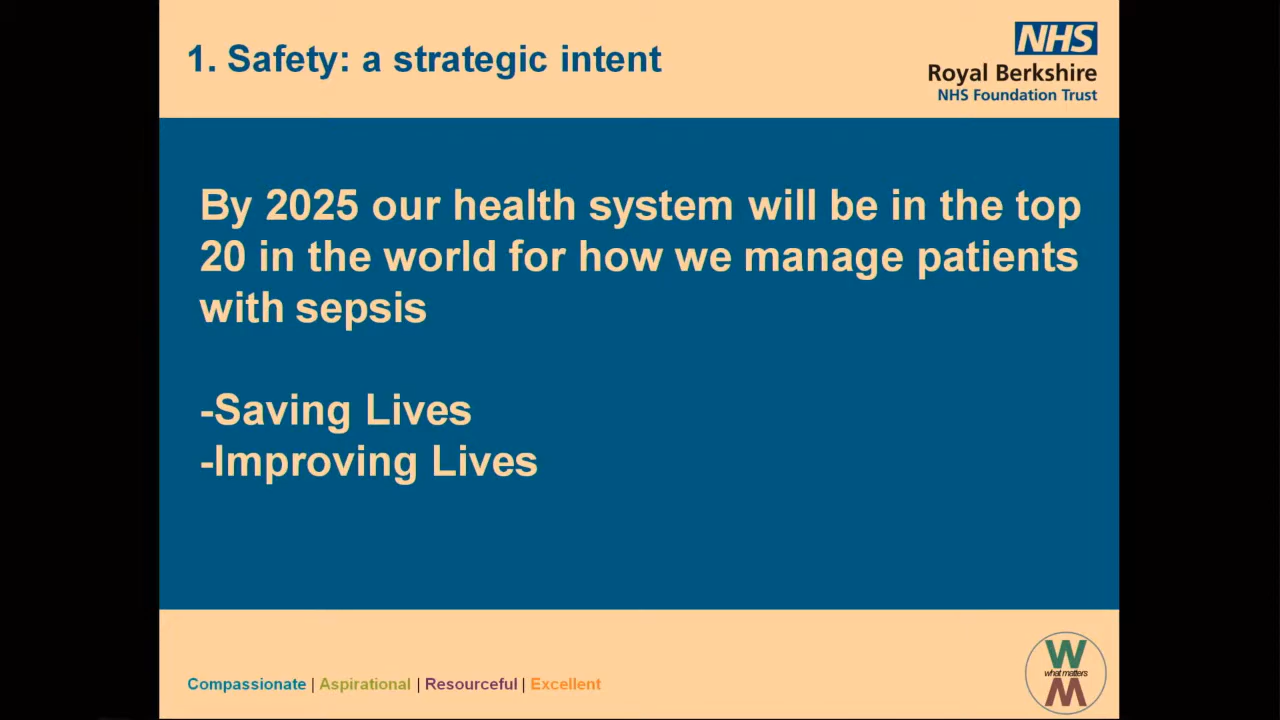 1. Safety: a strategic intent
NHS
Royal Berkshire
NHS Foundation Trust
By 2025 our health system will be in the top
20 in the world for how we manage patients
with sepsis
-Saving Lives
-Improving Lives
Compassionate | Aspirational | Resourceful | Excellent
W
what matters
M